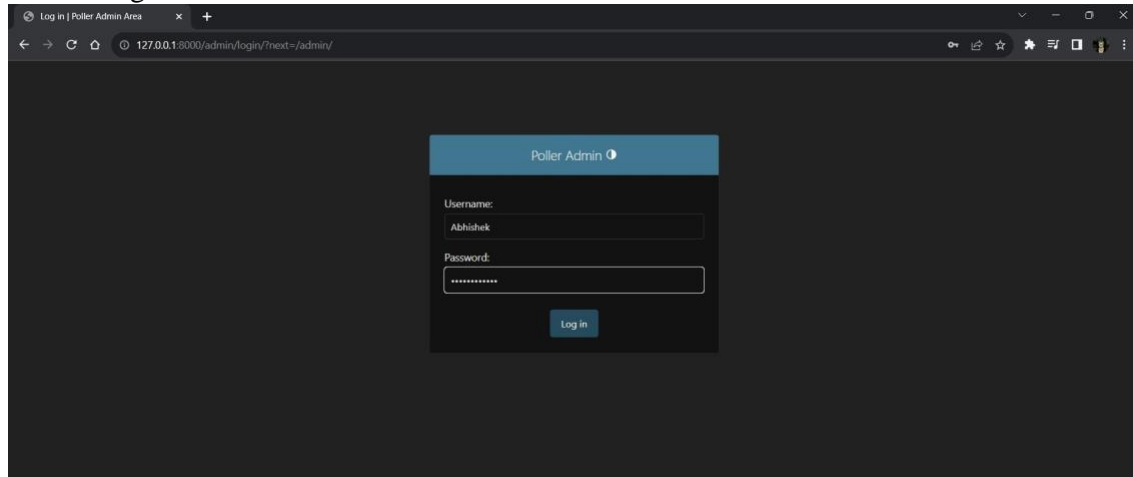 Log in | Poller Admin Area
127.0.0.1:8000/admin/login/?next=/admin/
Poller Admin
Username:
Abhishek
Password:
••••••••••••
Log in